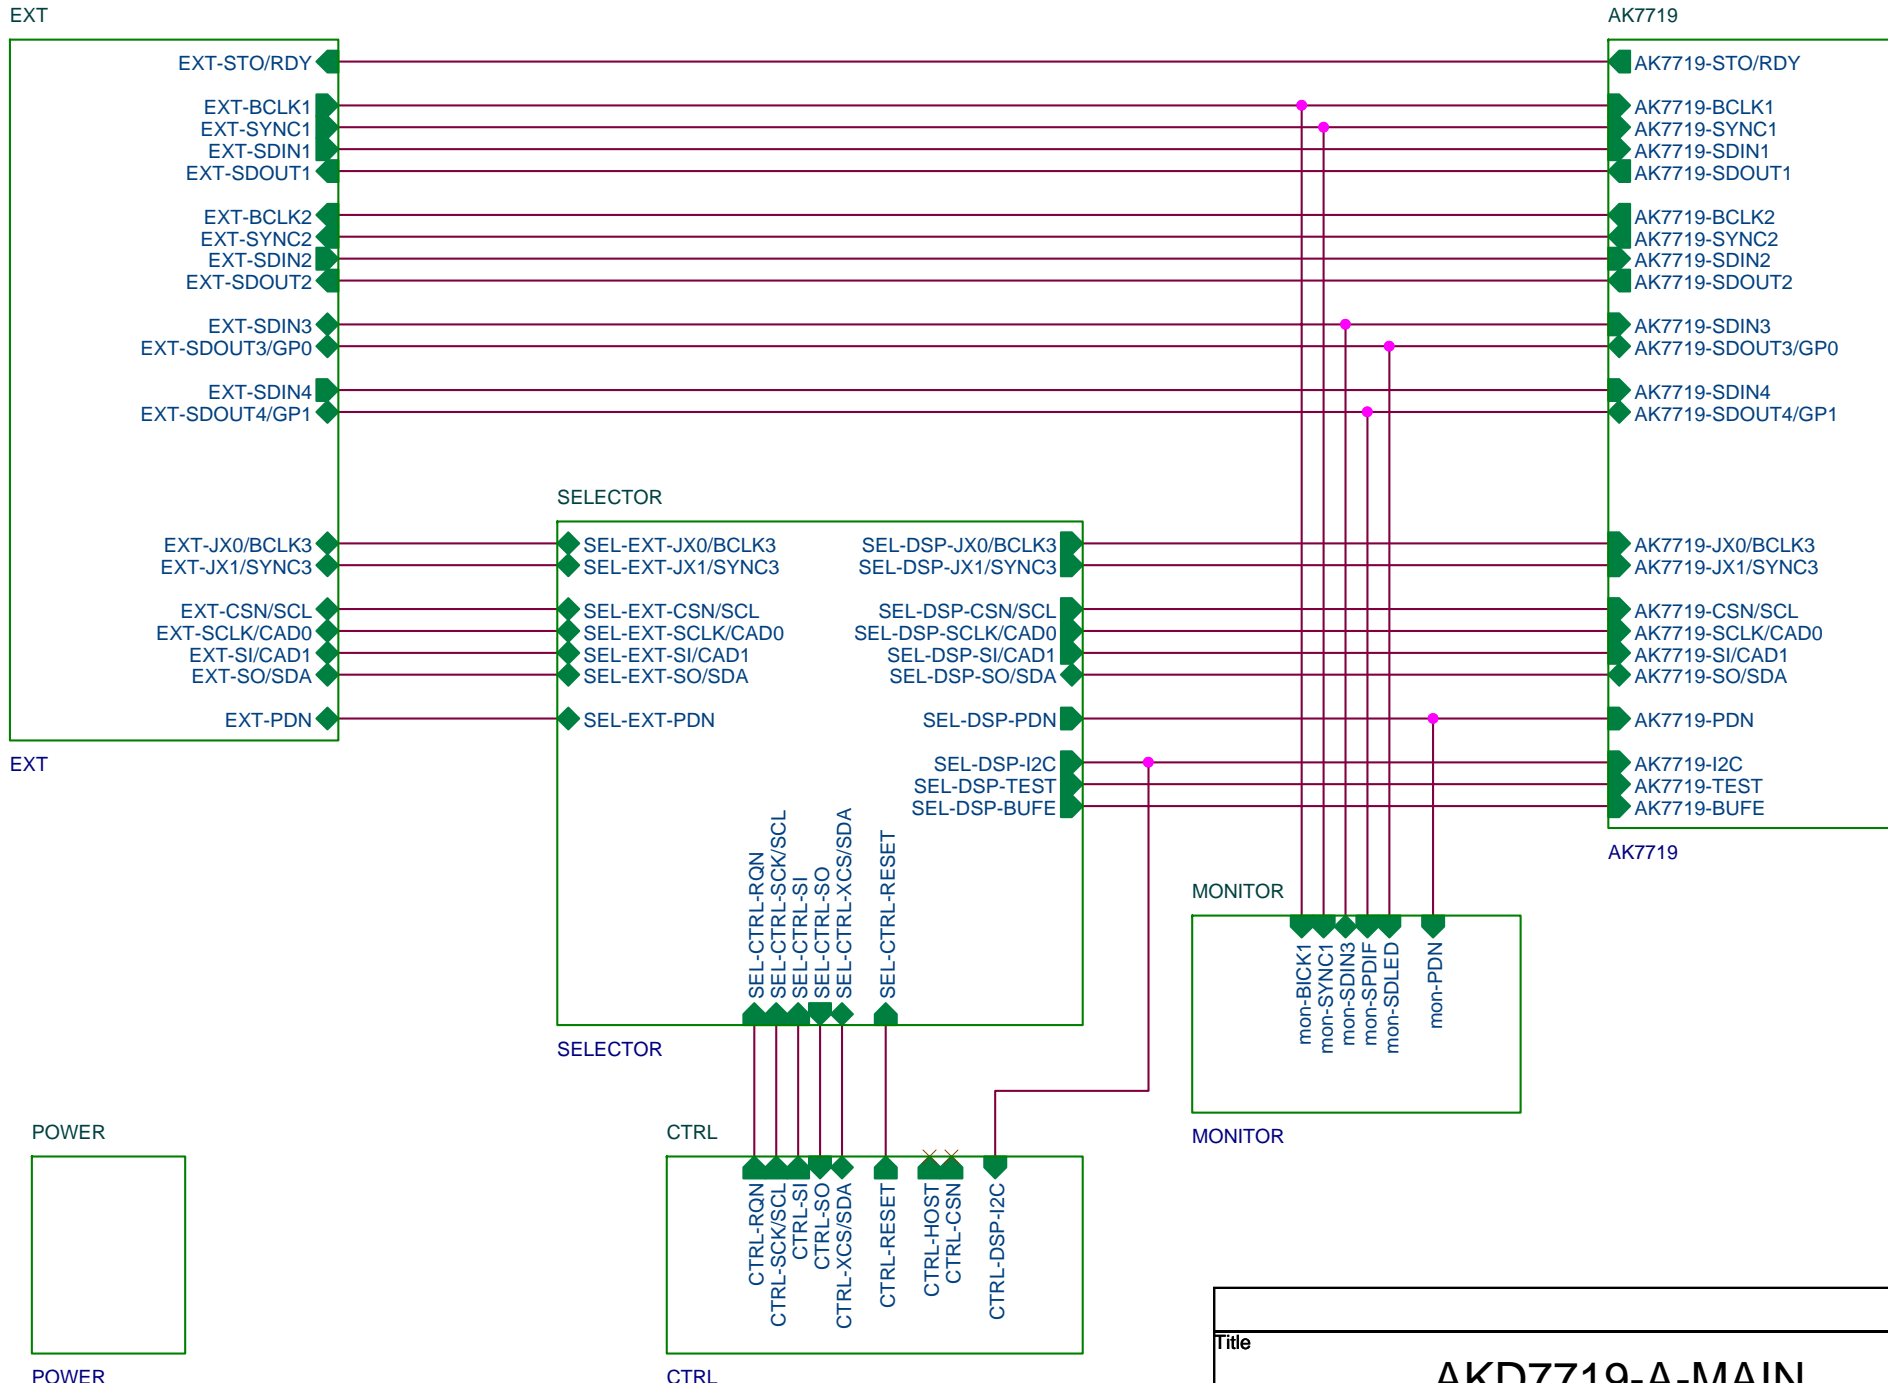 EXT
AK7719
EXT-STO/RDY
AK7719-STO/RDY
EXT-BCLK1
AK7719-BCLK1
EXT-SYNC1
AK7719-SYNC1
EXT-SDIN1
AK7719-SDIN1
EXT-SDOUT1
AK7719-SDOUT1
EXT-BCLK2
AK7719-BCLK2
EXT-SYNC2
AK7719-SYNC2
EXT-SDIN2
AK7719-SDIN2
EXT-SDOUT2
AK7719-SDOUT2
EXT-SDIN3
AK7719-SDIN3
EXT-SDOUT3/GP0
AK7719-SDOUT3/GP0
EXT-SDIN4
AK7719-SDIN4
EXT-SDOUT4/GP1
AK7719-SDOUT4/GP1
SELECTOR
EXT-JX0/BCLK3
SEL-EXT-JX0/BCLK3
SEL-DSP-JX0/BCLK3
AK7719-JX0/BCLK3
EXT-JX1/SYNC3
SEL-EXT-JX1/SYNC3
SEL-DSP-JX1/SYNC3
AK7719-JX1/SYNC3
EXT-CSN/SCL
SEL-EXT-CSN/SCL
SEL-DSP-CSN/SCL
AK7719-CSN/SCL
EXT-SCLK/CAD0
SEL-EXT-SCLK/CAD0
SEL-DSP-SCLK/CAD0
AK7719-SCLK/CAD0
EXT-SI/CAD1
SEL-EXT-SI/CAD1
SEL-DSP-SI/CAD1
AK7719-SI/CAD1
EXT-SO/SDA
SEL-EXT-SO/SDA
SEL-DSP-SO/SDA
AK7719-SO/SDA
EXT-PDN
SEL-EXT-PDN
SEL-DSP-PDN
AK7719-PDN
EXT
SEL-DSP-I2C
AK7719-I2C
SEL-DSP-TEST
AK7719-TEST
SEL-DSP-BUFE
AK7719-BUFE
AK7719
SEL-CTRL-RQN
SEL-CTRL-SCK/SCL
SEL-CTRL-SI
SEL-CTRL-SO
SEL-CTRL-XCS/SDA
SEL-CTRL-RESET
MONITOR
mon-BICK1
mon-SYNC1
mon-SDIN3
mon-SPDIF
mon-SDLED
mon-PDN
SELECTOR
MONITOR
POWER
CTRL
CTRL-RQN
CTRL-SCK/SCL
CTRL-SI
CTRL-SO
CTRL-XCS/SDA
CTRL-RESET
CTRL-HOST
CTRL-CSN
CTRL-DSP-I2C
POWER
CTRL
Title
AKD7719-A-MAIN